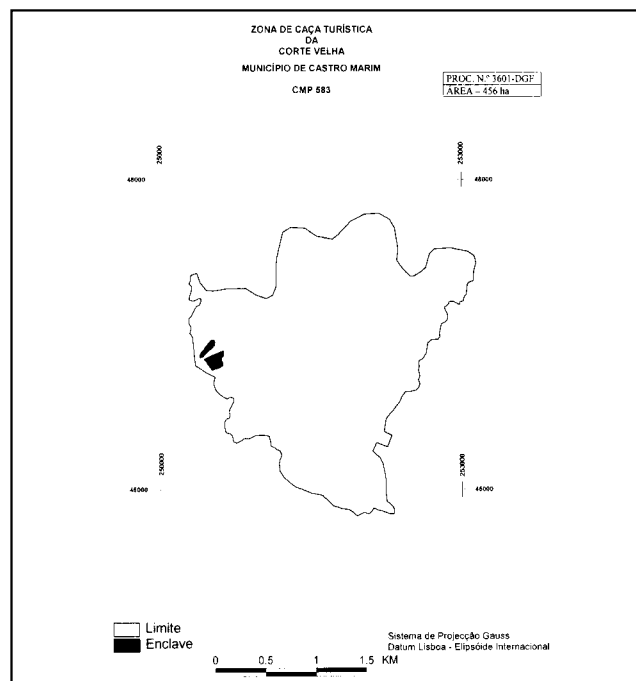 ZONA DE CAÇA TURÍSTICA
DA
CORTE VELHA
MUNICÍPIO DE CASTRO MARIM
CMP 583
PROC. N.º 3601-DGF
ÁREA – 456 ha
253000
48000
48000
250000
253000
45000
Limite
Enclave
Sistema de Projecção Gauss
Datum Lisboa - Elipsóide Internacional
0 0.5 1 1.5 KM